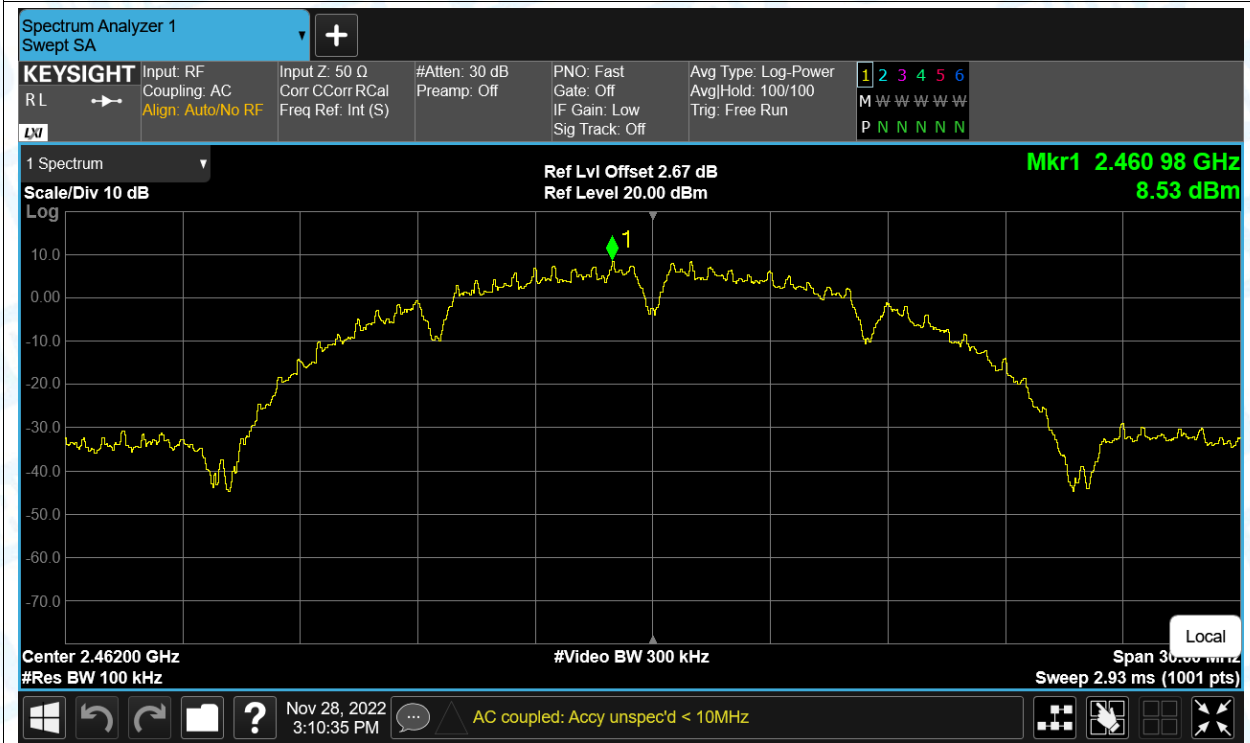 Spectrum Analyzer 1
Swept SA
KEYSIGHT
R L
LXI
Input: RF
Coupling: AC
Align: Auto/No RF
Input Z: 50 Ω
Corr CCorr RCal
Freq Ref: Int (S)
#Atten: 30 dB
Preamp: Off
PNO: Fast
Gate: Off
IF Gain: Low
Sig Track: Off
Avg Type: Log-Power
Avg|Hold: 100/100
Trig: Free Run
1 2 3 4 5 6
M W W W W W W
P N N N N N
1 Spectrum
Scale/Div 10 dB
Log
Ref Lvl Offset 2.67 dB
Ref Level 20.00 dBm
Mkr1 2.460 98 GHz
8.53 dBm
1
10.0
0.00
-10.0
-20.0
-30.0
-40.0
-50.0
-60.0
-70.0
Local
Center 2.46200 GHz
#Res BW 100 kHz
#Video BW 300 kHz
Span 30.00 MHz
Sweep 2.93 ms (1001 pts)
?
Nov 28, 2022
3:10:35 PM
AC coupled: Accy unspec'd < 10MHz